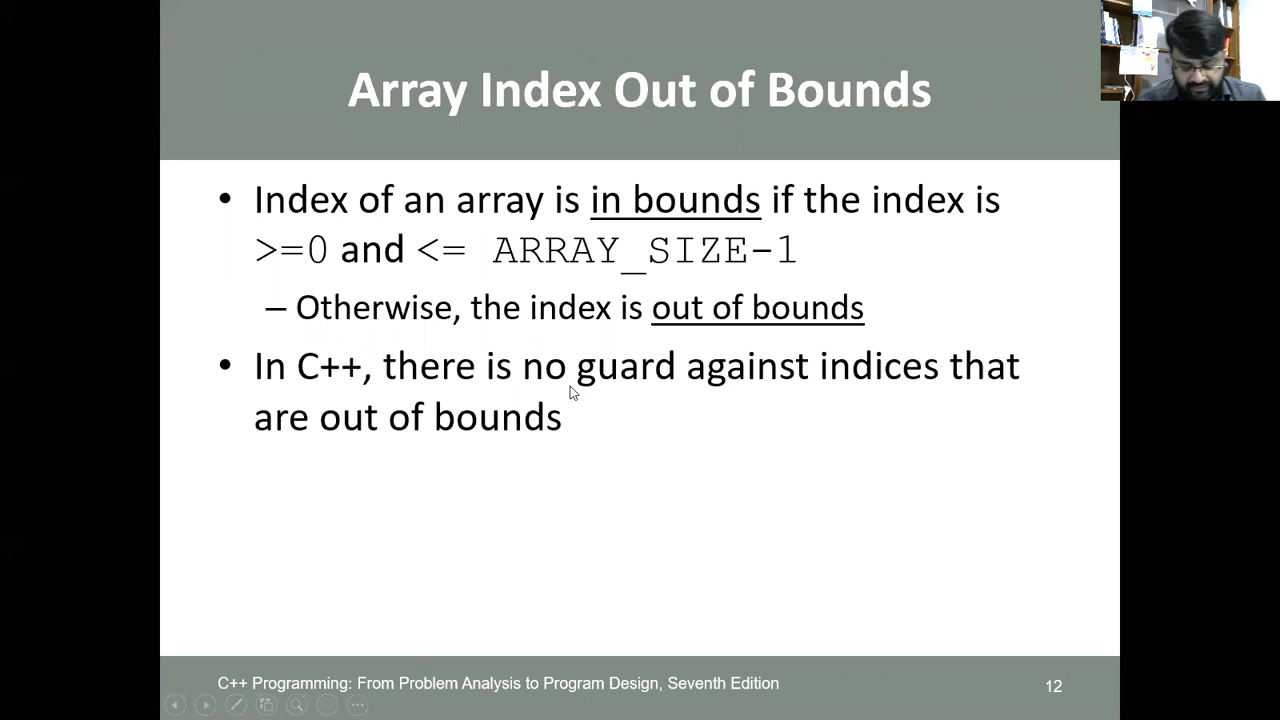 Array Index Out of Bounds
• Index of an array is in bounds if the index is
>=0 and <= ARRAY_SIZE-1
– Otherwise, the index is out of bounds
• In C++, there is no guard against indices that
are out of bounds
C++ Programming: From Problem Analysis to Program Design, Seventh Edition
12